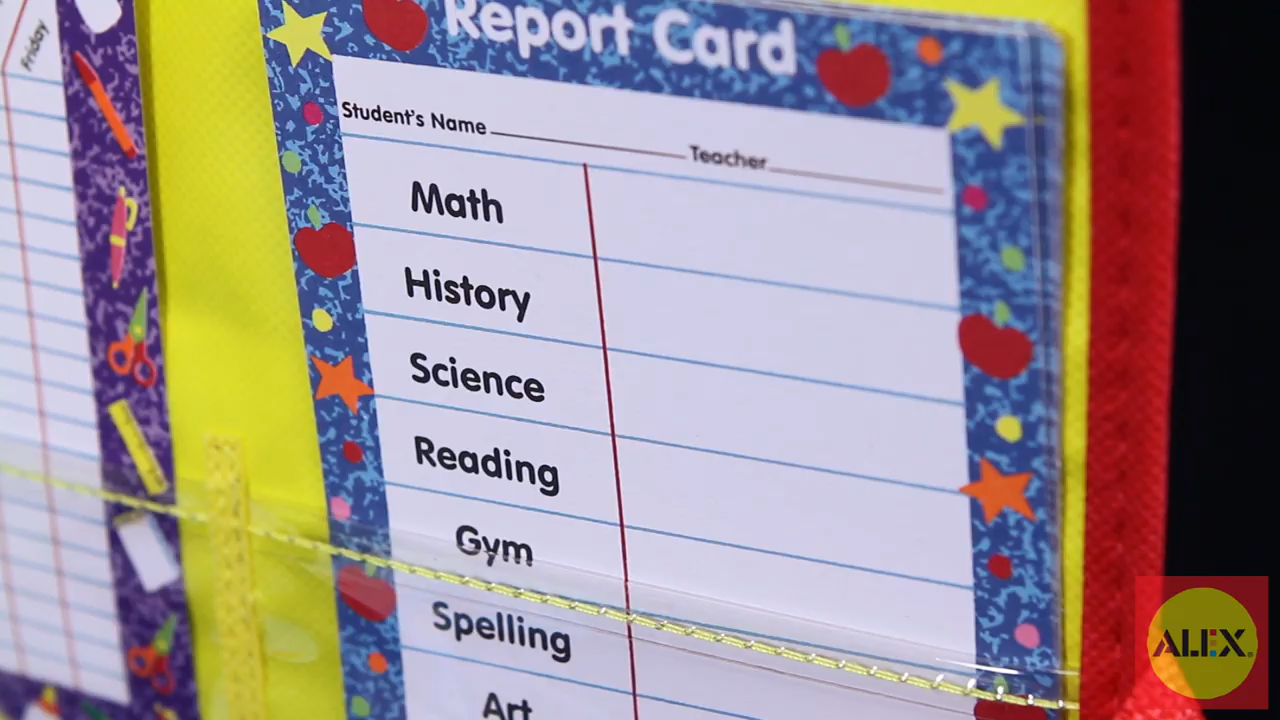 Friday
Report Card
Student's Name Teacher
Math
History
Science
Reading
Gym
Spelling
Art
ALEX